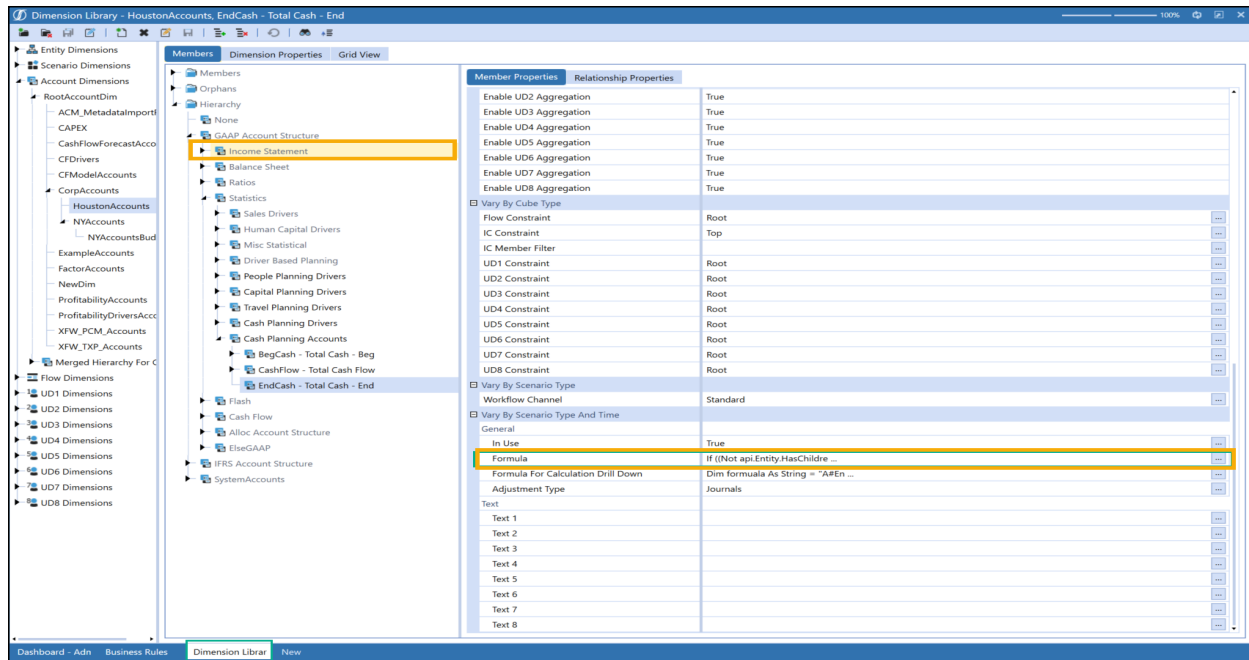 Dimension Library - HoustonAccounts, EndCash - Total Cash - End
100%
Entity Dimensions
Scenario Dimensions
Account Dimensions
RootAccountDim
ACM_MetadataImportF
CAPEX
CashFlowForecastAcco
CFDrivers
CFModelAccounts
CorpAccounts
HoustonAccounts
NYAccounts
NYAccountsBud
ExampleAccounts
FactorAccounts
NewDim
ProfitabilityAccounts
ProfitabilityDriversAcco
XFW_PCM_Accounts
XFW_TXP_Accounts
Merged Hierarchy For C
Flow Dimensions
UD1 Dimensions
UD2 Dimensions
UD3 Dimensions
UD4 Dimensions
UD5 Dimensions
UD6 Dimensions
UD7 Dimensions
UD8 Dimensions
Members Dimension Properties Grid View
Members
Orphans
Hierarchy
None
GAAP Account Structure
Income Statement
Balance Sheet
Ratios
Statistics
Sales Drivers
Human Capital Drivers
Misc Statistical
Driver Based Planning
People Planning Drivers
Capital Planning Drivers
Travel Planning Drivers
Cash Planning Drivers
Cash Planning Accounts
BegCash - Total Cash - Beg
CashFlow - Total Cash Flow
EndCash - Total Cash - End
Flash
Cash Flow
Alloc Account Structure
ElseGAAP
IFRS Account Structure
SystemAccounts
Member Properties Relationship Properties
Enable UD2 Aggregation True
Enable UD3 Aggregation True
Enable UD4 Aggregation True
Enable UD5 Aggregation True
Enable UD6 Aggregation True
Enable UD7 Aggregation True
Enable UD8 Aggregation True
Vary By Cube Type
Flow Constraint Root ...
IC Constraint Top ...
IC Member Filter ...
UD1 Constraint Root ...
UD2 Constraint Root ...
UD3 Constraint Root ...
UD4 Constraint Root ...
UD5 Constraint Root ...
UD6 Constraint Root ...
UD7 Constraint Root ...
UD8 Constraint Root ...
Vary By Scenario Type
Workflow Channel Standard ...
Vary By Scenario Type And Time
General
In Use True ...
Formula If ((Not api.Entity.HasChildre ... ...
Formula For Calculation Drill Down Dim formuala As String = "A#En ... ...
Adjustment Type Journals ...
Text
Text 1 ...
Text 2 ...
Text 3 ...
Text 4 ...
Text 5 ...
Text 6 ...
Text 7 ...
Text 8 ...
Dashboard - Adn Business Rules Dimension Librar New